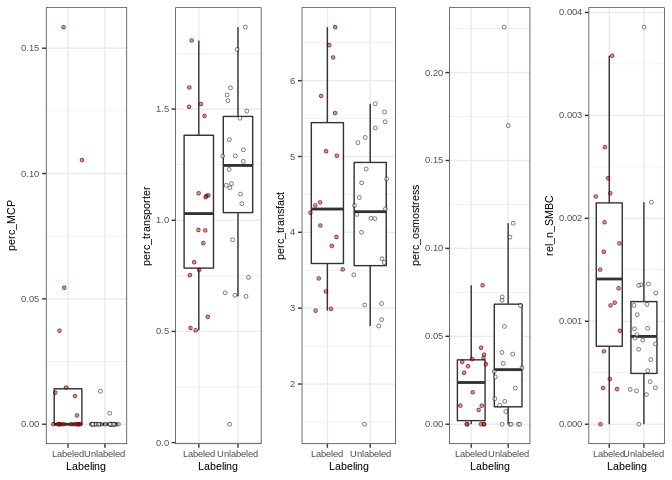 perc_MCP
0.15
0.10
0.05
0.00
Labeled Unlabeled
Labeling
perc_transporter
1.5
1.0
0.5
0.0
Labeled Unlabeled
Labeling
perc_transfact
6
5
4
3
2
Labeled Unlabeled
Labeling
perc_osmostress
0.20
0.15
0.10
0.05
0.00
Labeled Unlabeled
Labeling
rel_n_SMBC
0.004
0.003
0.002
0.001
0.000
Labeled Unlabeled
Labeling